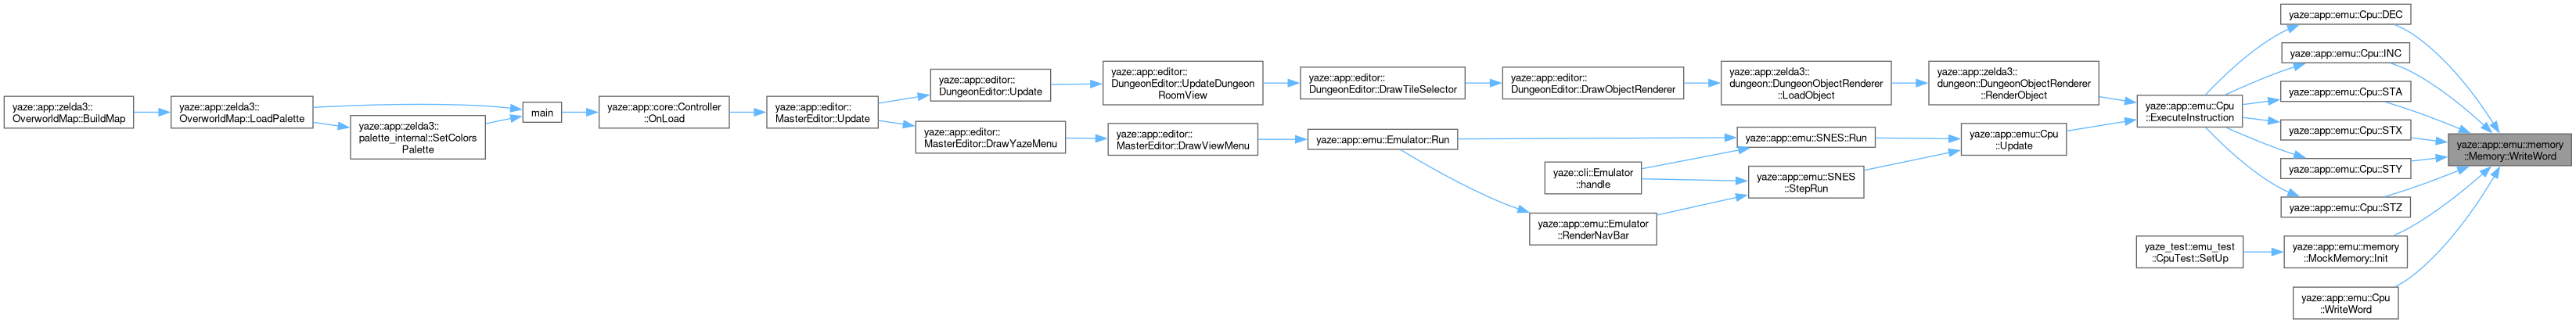 yaze::app::zelda3::
OverworldMap::BuildMap
yaze::app::zelda3::
OverworldMap::LoadPalette
yaze::app::zelda3::
palette_internal::SetColors
Palette
main
yaze::app::core::Controller
::OnLoad
yaze::app::editor::
MasterEditor::Update
yaze::app::editor::
DungeonEditor::Update
yaze::app::editor::
MasterEditor::DrawYazeMenu
yaze::app::editor::
DungeonEditor::UpdateDungeon
RoomView
yaze::app::editor::
MasterEditor::DrawViewMenu
yaze::app::editor::
DungeonEditor::DrawTileSelector
yaze::app::emu::Emulator::Run
yaze::app::editor::
DungeonEditor::DrawObjectRenderer
yaze::cli::Emulator
::handle
yaze::app::emu::Emulator
::RenderNavBar
yaze::app::zelda3::
dungeon::DungeonObjectRenderer
::LoadObject
yaze::app::emu::SNES::Run
yaze::app::emu::SNES
::StepRun
yaze::app::zelda3::
dungeon::DungeonObjectRenderer
::RenderObject
yaze::app::emu::Cpu
::Update
yaze::app::emu::Cpu
::ExecuteInstruction
yaze_test::emu_test
::CpuTest::SetUp
yaze::app::emu::Cpu::DEC
yaze::app::emu::Cpu::INC
yaze::app::emu::Cpu::STA
yaze::app::emu::Cpu::STX
yaze::app::emu::Cpu::STY
yaze::app::emu::Cpu::STZ
yaze::app::emu::memory
::MockMemory::Init
yaze::app::emu::Cpu
::WriteWord
yaze::app::emu::memory
::Memory::WriteWord